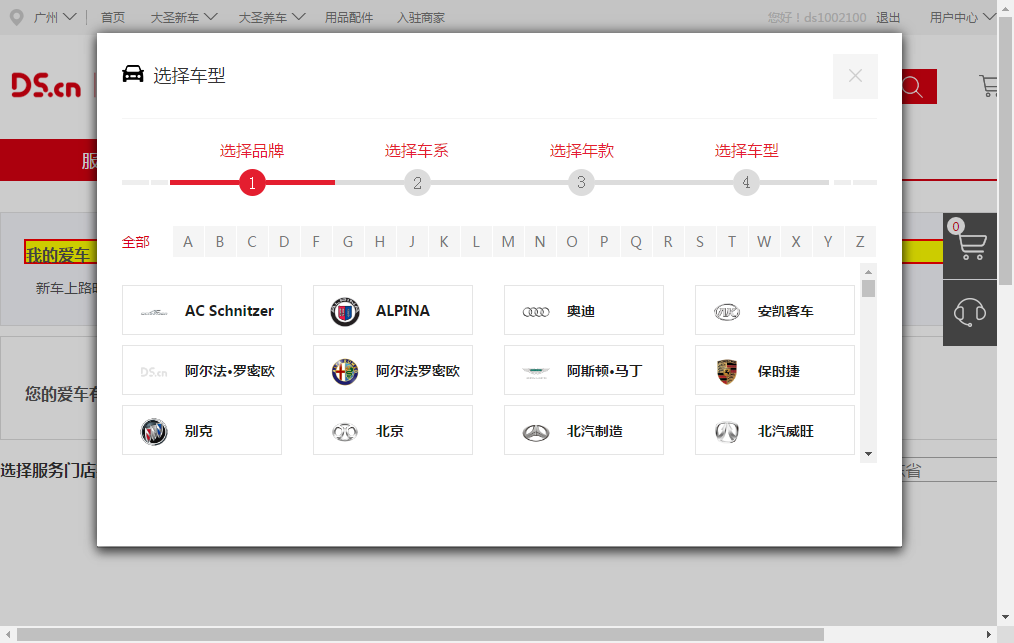 广州 首页 大圣新车 大圣养车 用品配件 入驻商家 您好！ds1002100 退出 用户中心
DS.cn
选择车型
选择品牌 选择车系 选择年款 选择车型
1 2 3 4
服
全部 A B C D F G H J K L M N O P Q R S T W X Y Z
0
我的爱车
新车上路时
AC Schnitzer ALPINA 奥迪 安凯客车
DS.cn 阿尔法·罗密欧 阿尔法罗密欧 阿斯顿·马丁 保时捷
您的爱车有
别克 北京 北汽制造 北汽威旺
选择服务门店 省